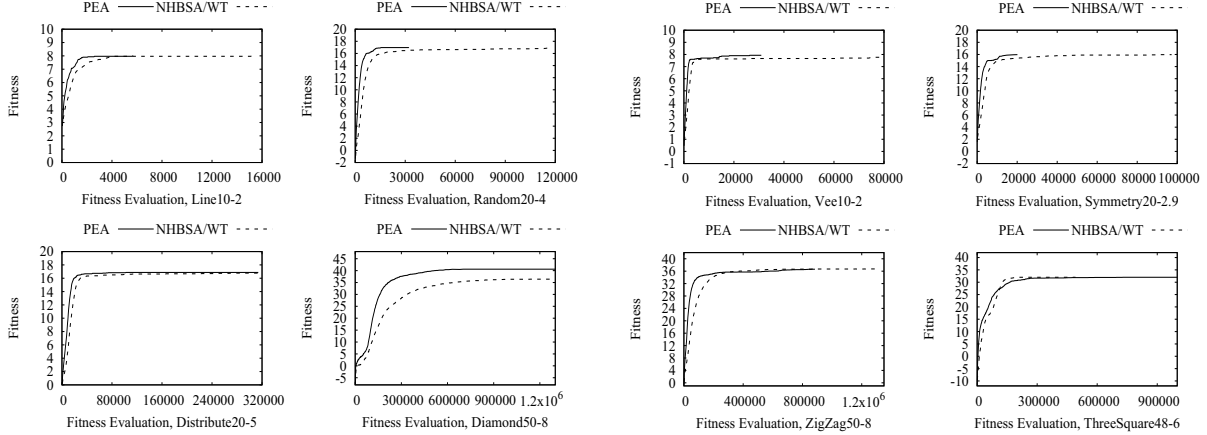 PEA NHBSA/WT
10
9
8
7
6
5
4
3
2
1
0
Fitness
0 4000 8000 12000 16000
Fitness Evaluation, Line10-2
PEA NHBSA/WT
20
18
16
14
12
10
8
6
4
2
0
-2
Fitness
0 30000 60000 90000 120000
Fitness Evaluation, Random20-4
PEA NHBSA/WT
10
9
8
7
6
5
4
3
2
1
0
-1
Fitness
0 20000 40000 60000 80000
Fitness Evaluation, Vee10-2
PEA NHBSA/WT
20
18
16
14
12
10
8
6
4
2
0
-2
Fitness
0 20000 40000 60000 80000 100000
Fitness Evaluation, Symmetry20-2.9
PEA NHBSA/WT
20
18
16
14
12
10
8
6
4
2
0
Fitness
0 80000 160000 240000 320000
Fitness Evaluation, Distribute20-5
PEA NHBSA/WT
45
40
35
30
25
20
15
10
5
0
-5
Fitness
0 300000 600000 900000 1.2x10⁶
Fitness Evaluation, Diamond50-8
PEA NHBSA/WT
40
36
32
28
24
20
16
12
8
4
0
Fitness
0 400000 800000 1.2x10⁶
Fitness Evaluation, ZigZag50-8
PEA NHBSA/WT
40
35
30
25
20
15
10
5
0
-5
-10
Fitness
0 300000 600000 900000
Fitness Evaluation, ThreeSquare48-6